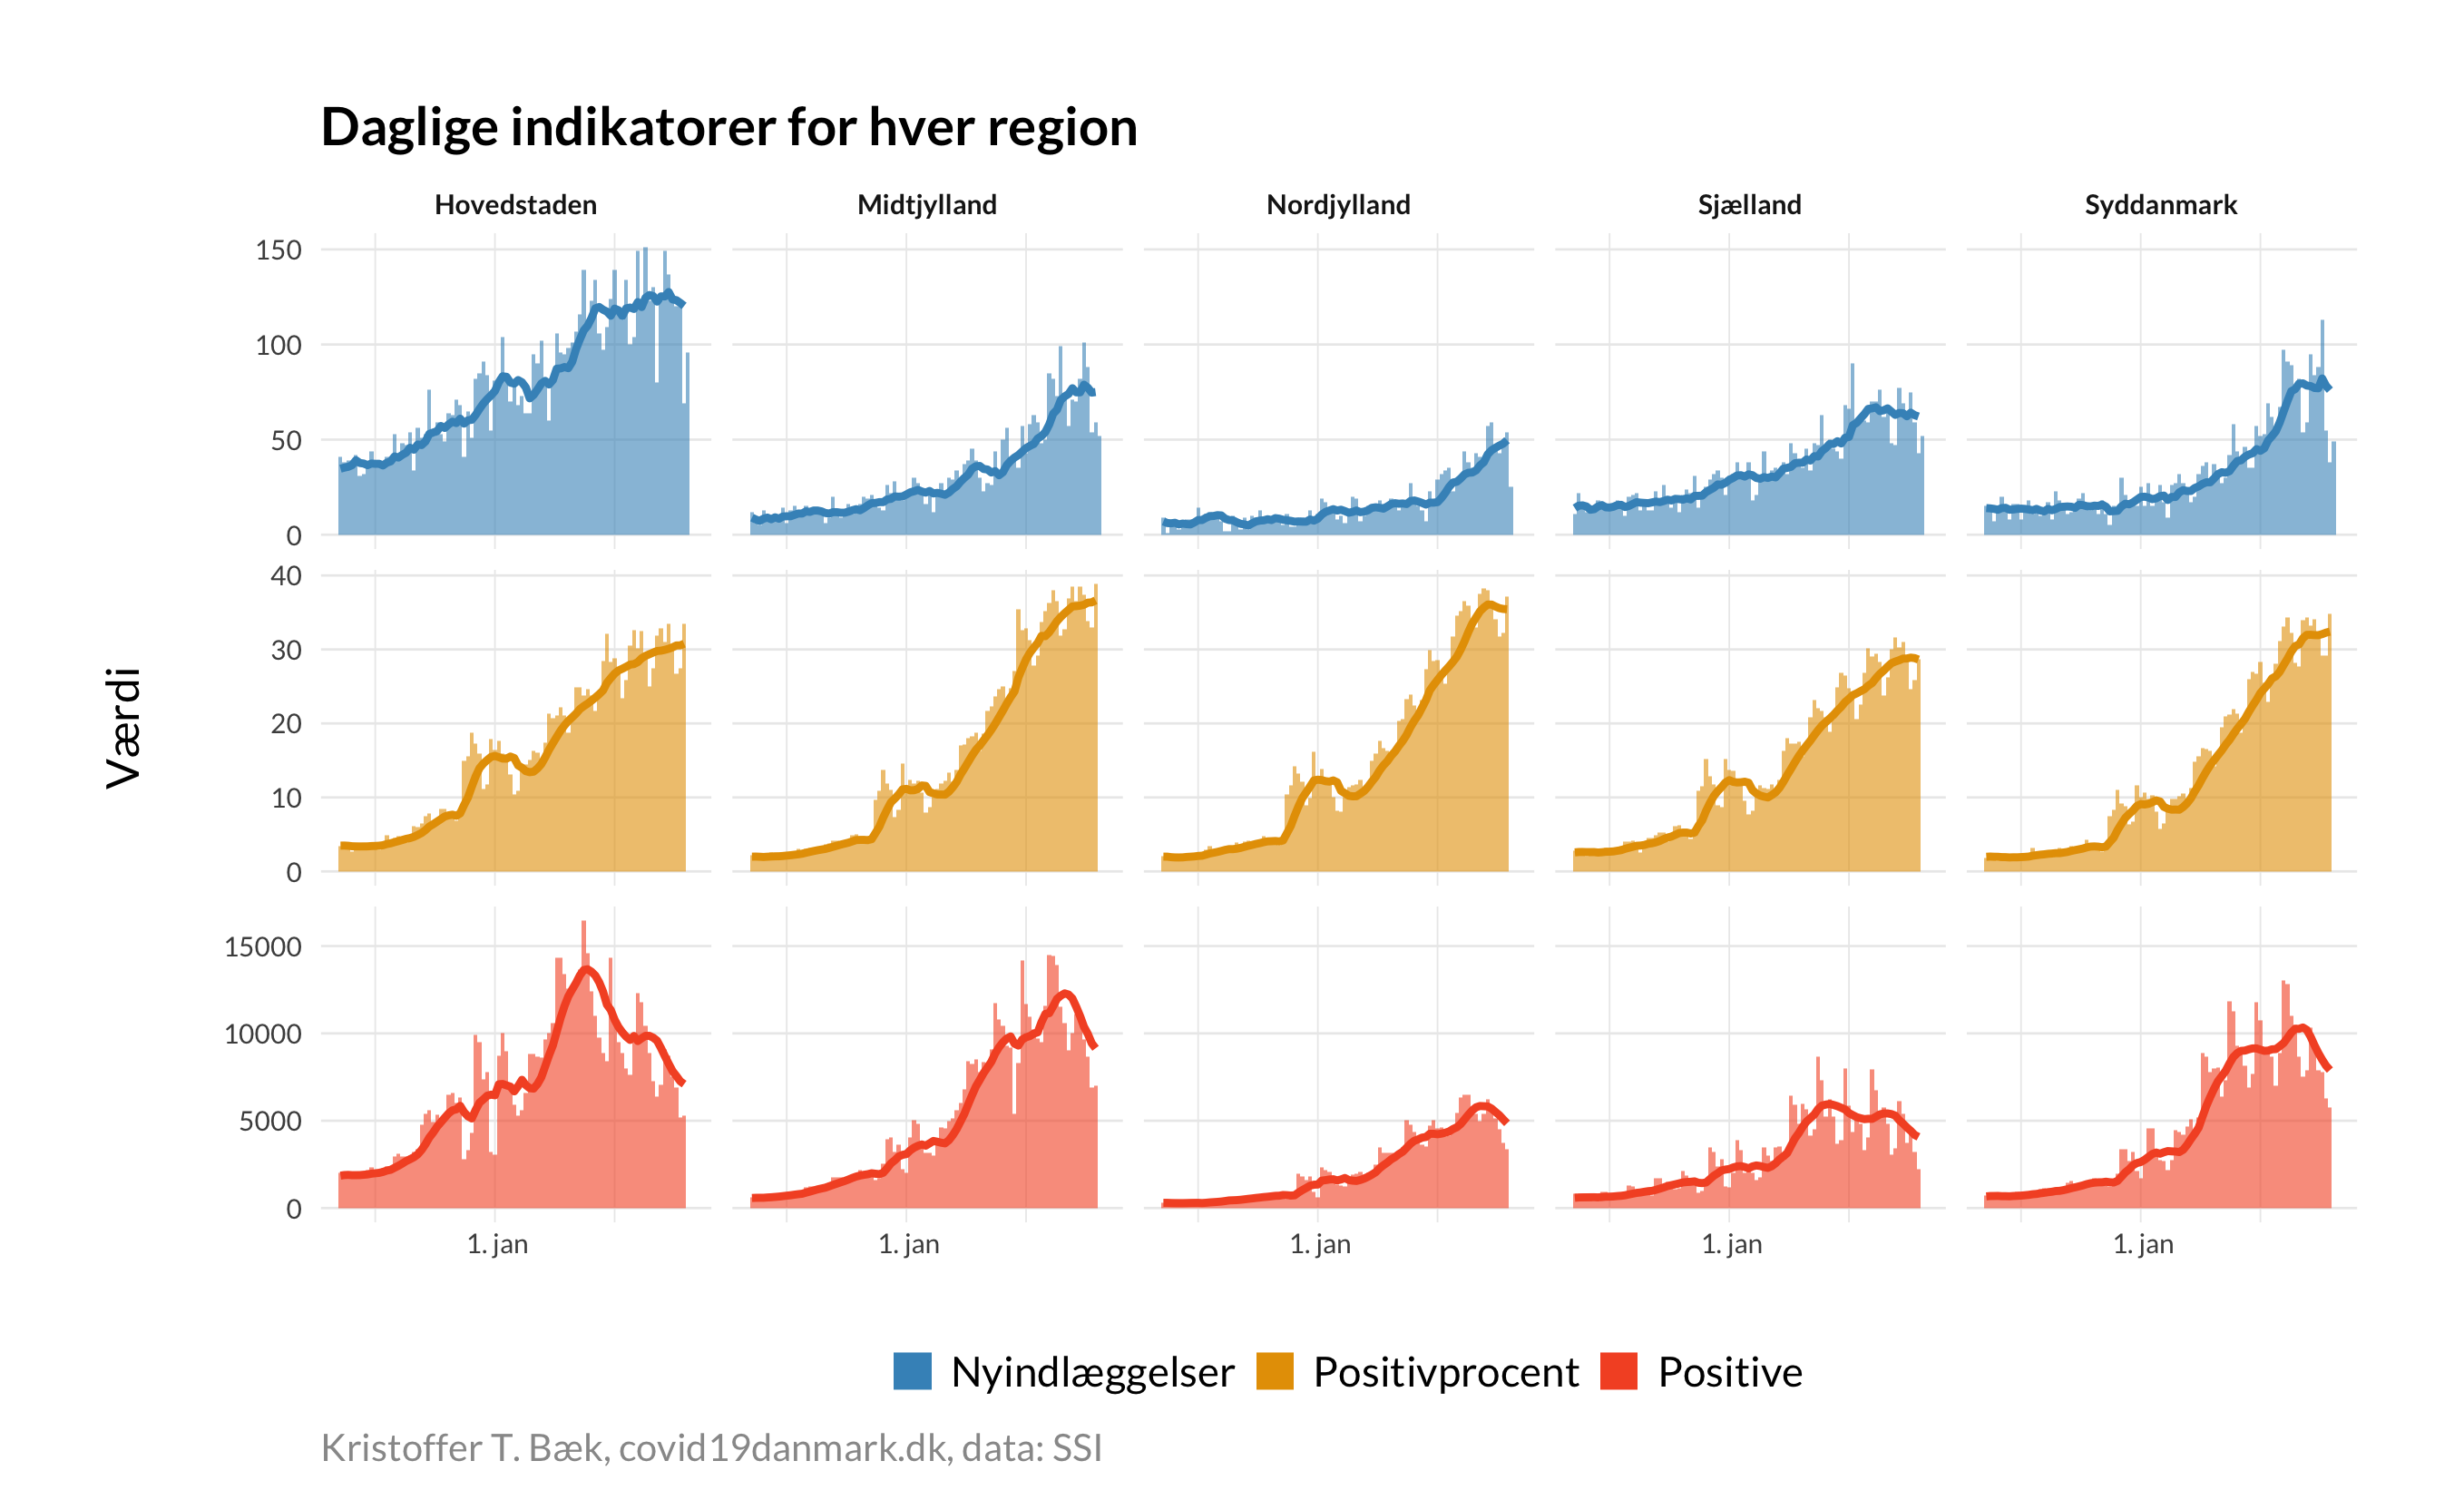 Daglige indikatorer for hver region
Hovedstaden Midtjylland Nordjylland Sjælland Syddanmark
150
100
50
0
40
30
20
10
0
15000
10000
5000
0
Værdi
1. jan 1. jan 1. jan 1. jan 1. jan
Nyindlæggelser Positivprocent Positive
Kristoffer T. Bæk, covid19danmark.dk, data: SSI